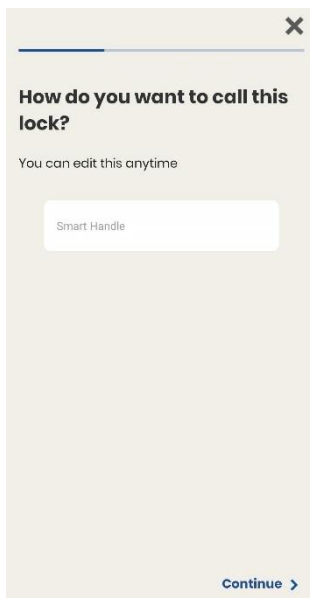 How do you want to call this
lock?
You can edit this anytime
Smart Handle
Continue